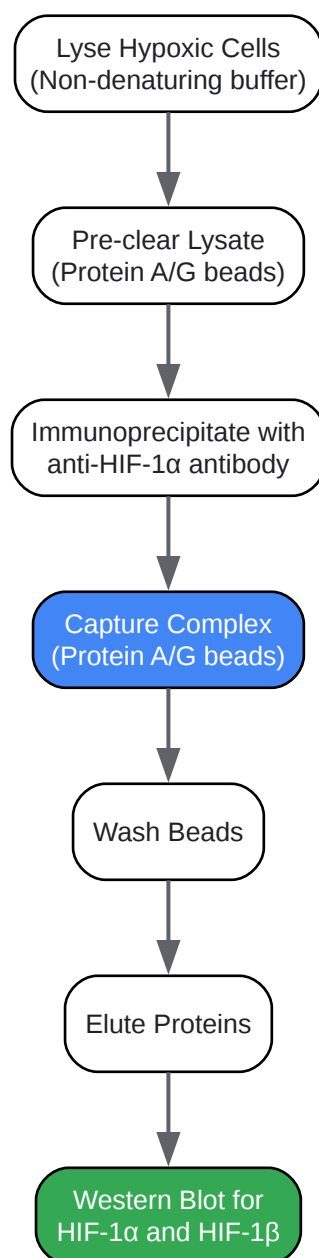 Lyse Hypoxic Cells
(Non-denaturing buffer)
Pre-clear Lysate
(Protein A/G beads)
Immunoprecipitate with
anti-HIF-1α antibody
Capture Complex
(Protein A/G beads)
Wash Beads
Elute Proteins
Western Blot for
HIF-1α and HIF-1β